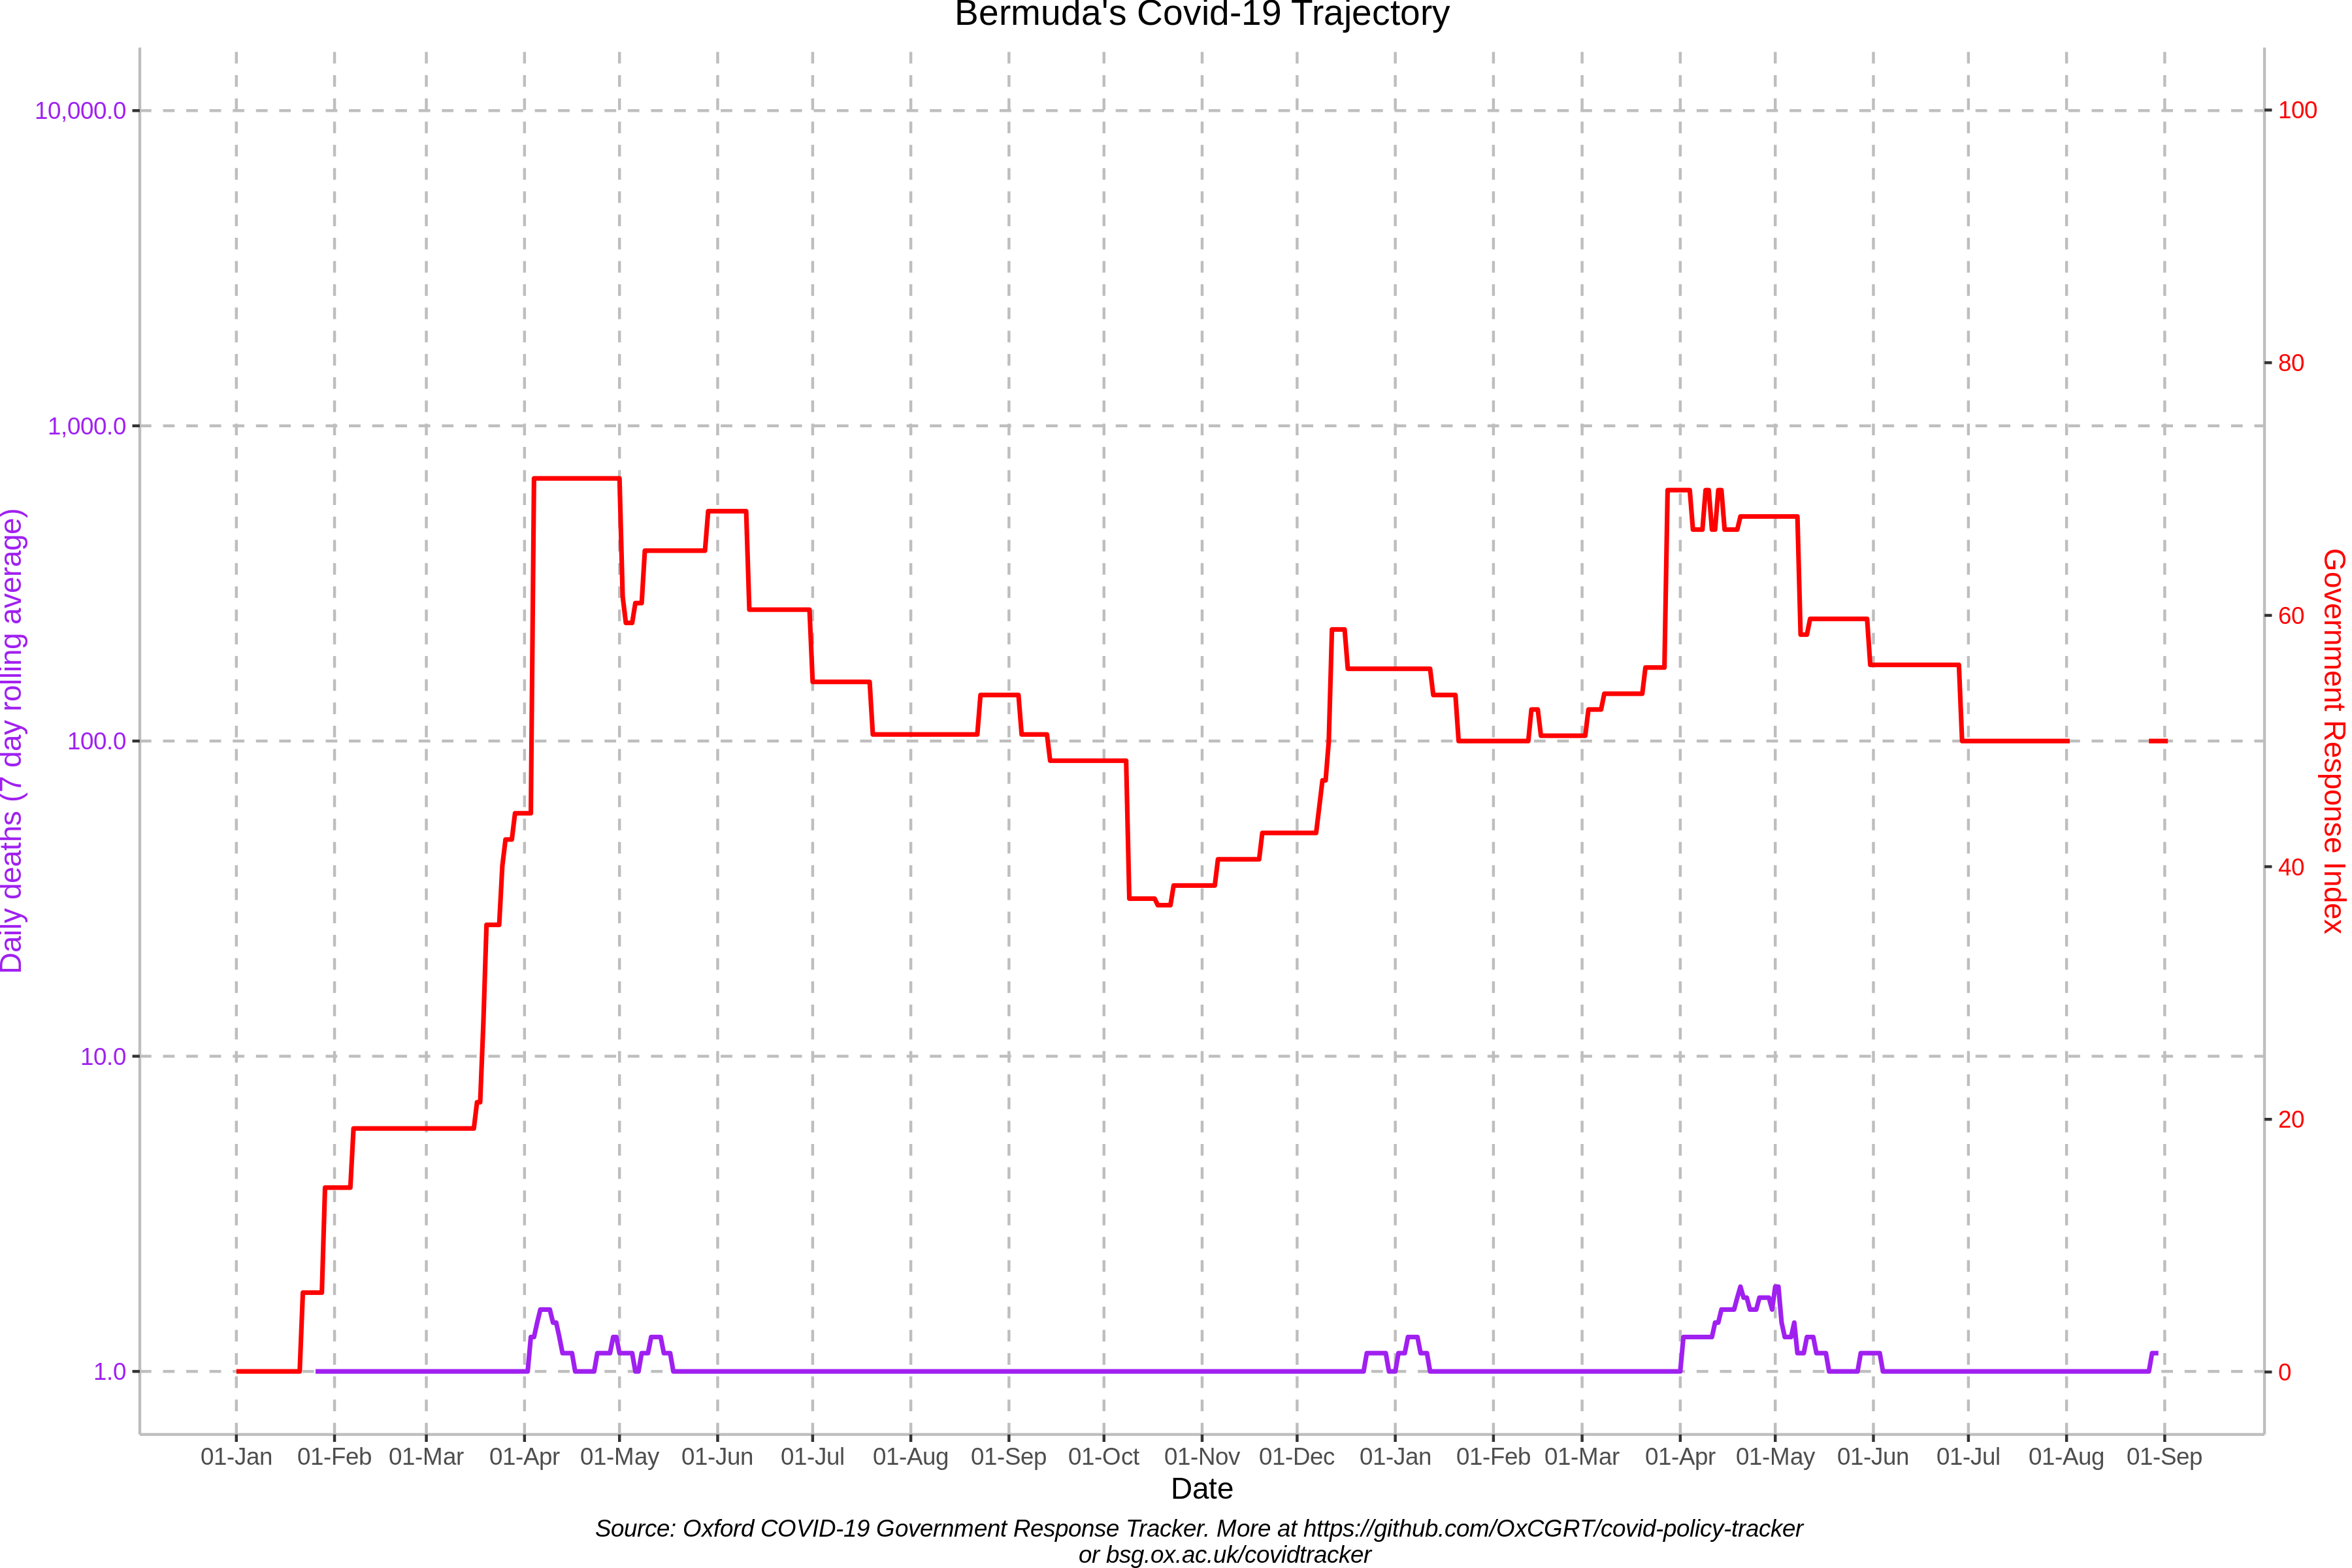 Bermuda's Covid-19 Trajectory
10,000.0
1,000.0
100.0
10.0
1.0
Daily deaths (7 day rolling average)
100
80
60
40
20
0
Government Response Index
01-Jan 01-Feb 01-Mar 01-Apr 01-May 01-Jun 01-Jul 01-Aug 01-Sep 01-Oct 01-Nov 01-Dec 01-Jan 01-Feb 01-Mar 01-Apr 01-May 01-Jun 01-Jul 01-Aug 01-Sep
Date
Source: Oxford COVID-19 Government Response Tracker. More at https://github.com/OxCGRT/covid-policy-tracker
or bsg.ox.ac.uk/covidtracker